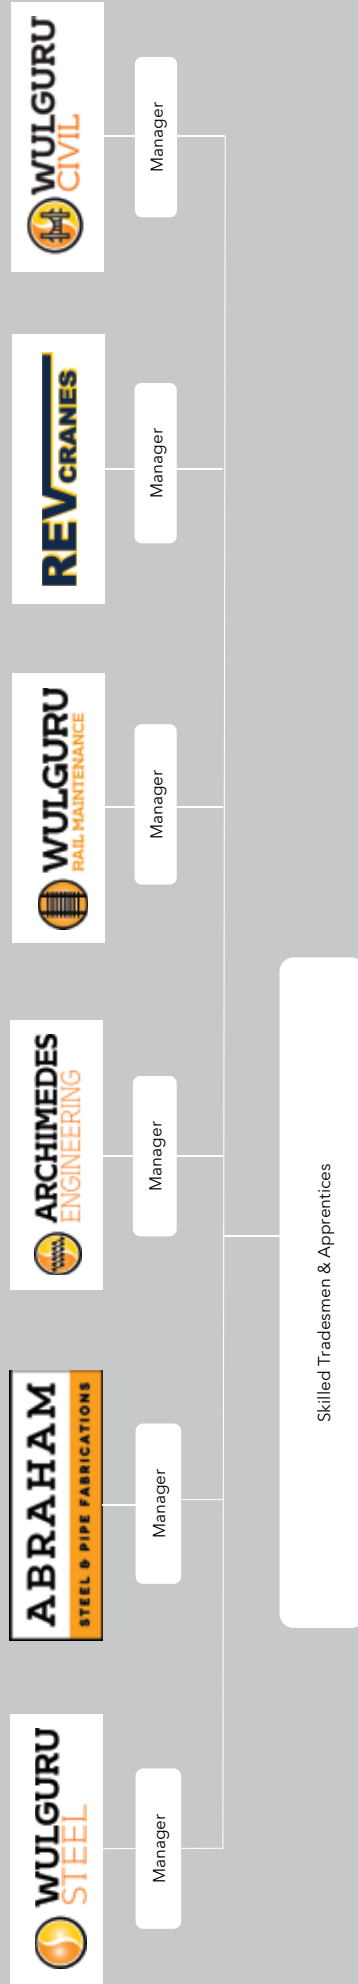 WULGURU
STEEL
ABRAHAM
STEEL & PIPE FABRICATIONS
ARCHIMEDES
ENGINEERING
WULGURU
RAIL MAINTENANCE
REV
CRANES
WULGURU
CIVIL
Manager
Manager
Manager
Manager
Manager
Manager
Skilled Tradesmen & Apprentices